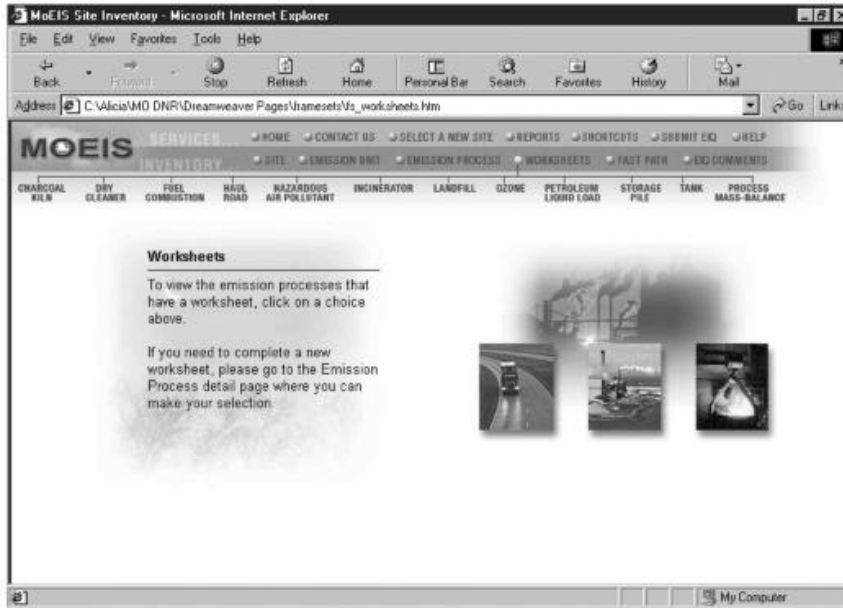 MoEIS Site Inventory - Microsoft Internet Explorer
File Edit View Favorites Tools Help
Back Forward Stop Refresh Home Personal Bar Search Favorites History Mail
Address C:\Alicia\MO DNR\Dreamweaver Pages\framesets\fs_worksheets.htm Go Links
MOEIS SERVICES... HOME CONTACT US SELECT A NEW SITE REPORTS SHORTCUTS SUBMIT EIQ HELP
INVENTORY... SITE EMISSION UNIT EMISSION PROCESS WORKSHEETS FAST PATH EIQ COMMENTS
CHARCOAL KILN DRY CLEANER FUEL COMBUSTION HAUL ROAD HAZARDOUS AIR POLLUTANT INCINERATOR LANDFILL OZONE PETROLEUM LIQUID LOAD STORAGE PILE TANK PROCESS MASS-BALANCE
Worksheets
To view the emission processes that
have a worksheet, click on a choice
above.
If you need to complete a new
worksheet, please go to the Emission
Process detail page where you can
make your selection.
My Computer